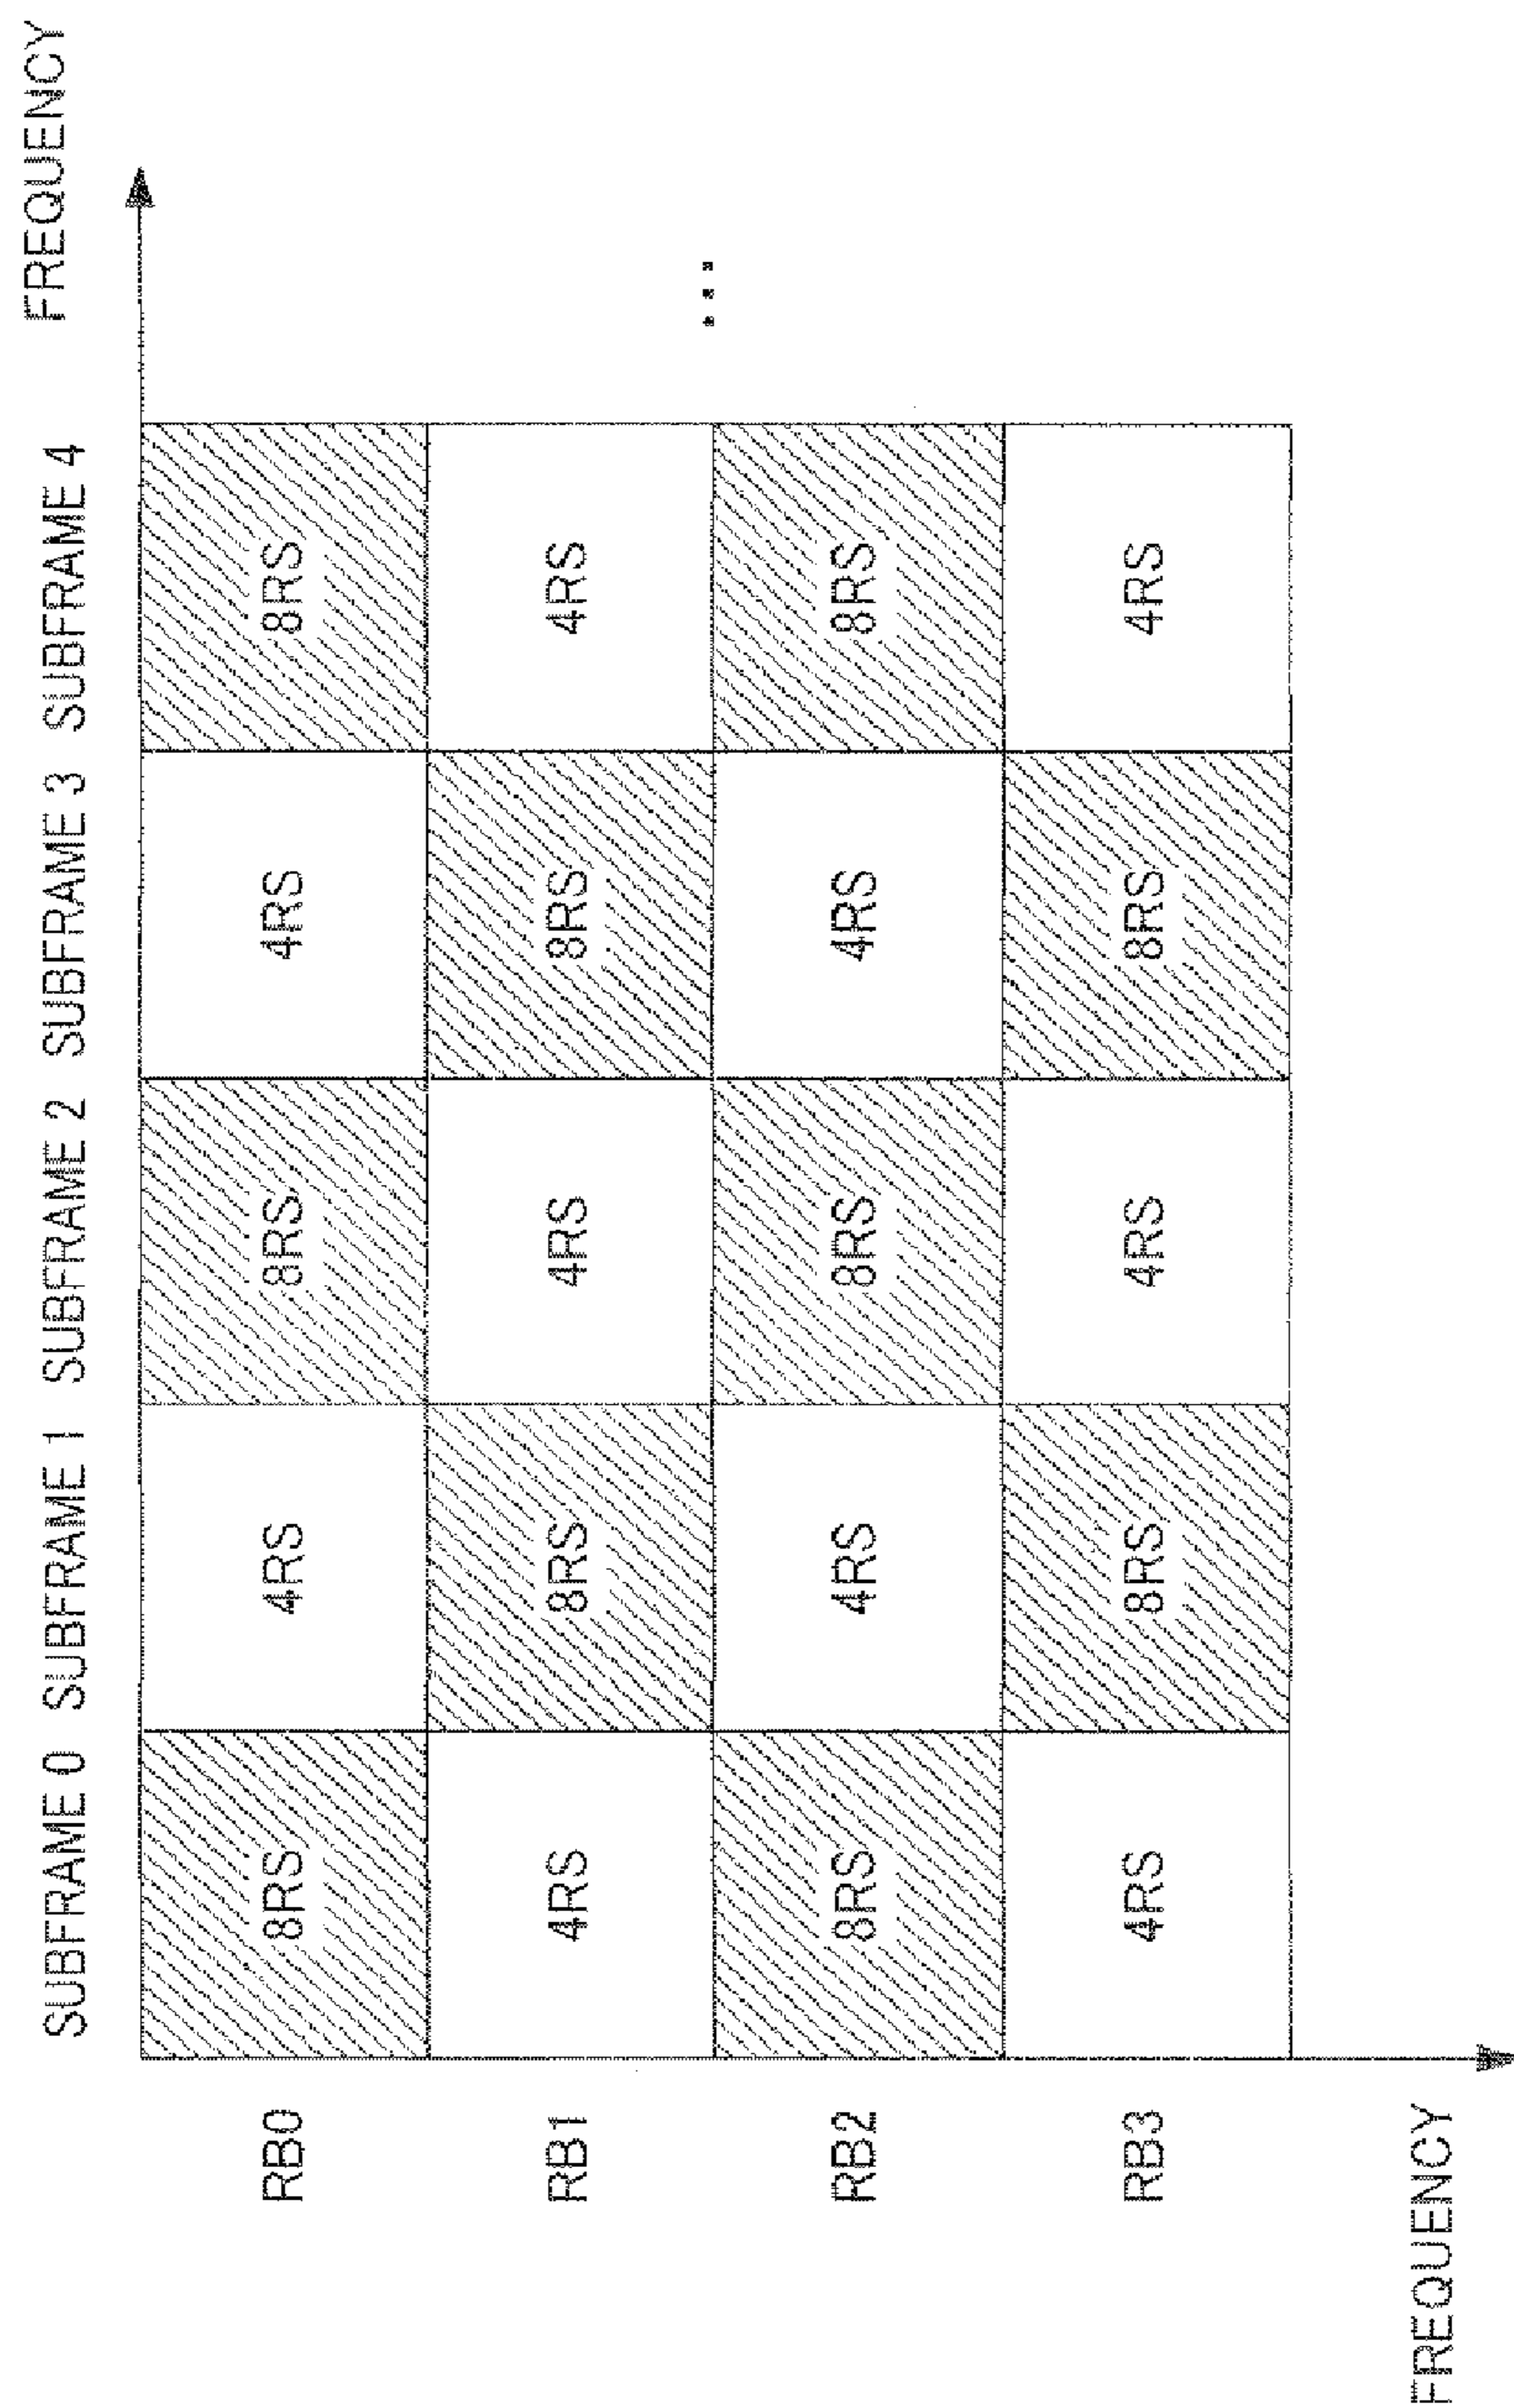 SUBFRAME 0 SUBFRAME 1 SUBFRAME 2 SUBFRAME 3 SUBFRAME 4 FREQUENCY
RB0 8RS 4RS 8RS 4RS 8RS
RB1 4RS 8RS 4RS 8RS 4RS
RB2 8RS 4RS 8RS 4RS 8RS
RB3 4RS 8RS 4RS 8RS 4RS
FREQUENCY